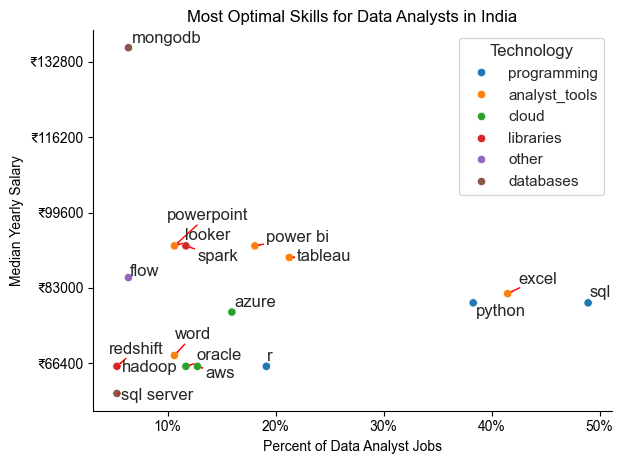 Most Optimal Skills for Data Analysts in India
mongodb
₹132800
₹116200
₹99600
₹83000
₹66400
Median Yearly Salary
Technology
programming
analyst_tools
cloud
libraries
other
databases
powerpoint
looker
spark
power bi
tableau
flow
azure
excel
sql
python
word
redshift
hadoop
oracle
aws
r
sql server
10%
20%
30%
40%
50%
Percent of Data Analyst Jobs